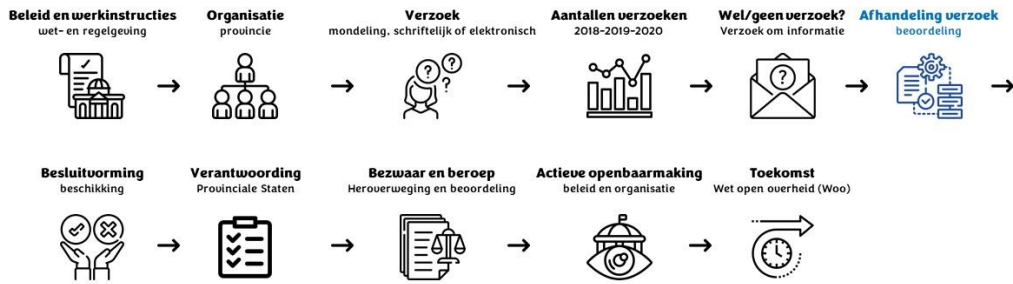 Beleid en werkinstructies
wet- en regelgeving
Organisatie
provincie
Verzoek
mondeling, schriftelijk of elektronisch
Aantallen verzoeken
2018-2019-2020
Wel/geen verzoek?
Verzoek om informatie
Afhandeling verzoek
beoordeling
Besluitvorming
beschikking
Verantwoording
Provinciale Staten
Bezwaar en beroep
Heroverweging en beoordeling
Actieve openbaarmaking
beleid en organisatie
Toekomst
Wet open overheid (Woo)